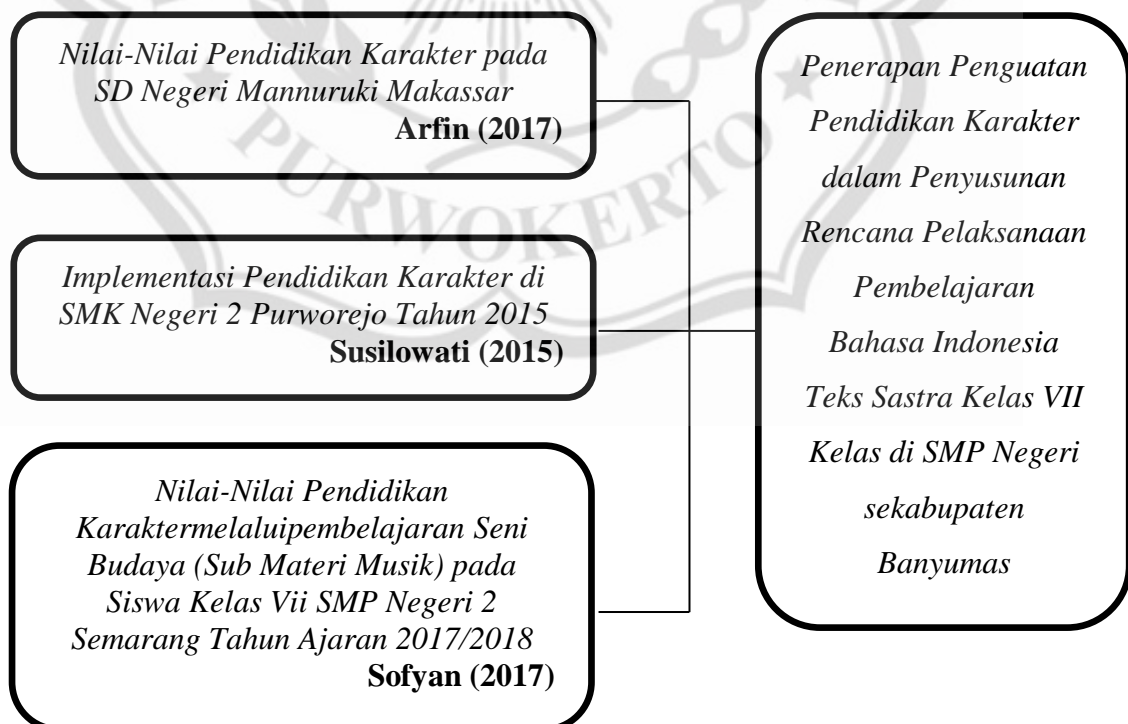 Nilai-Nilai Pendidikan Karakter pada
SD Negeri Mannuruki Makassar
Arfin (2017)
Implementasi Pendidikan Karakter di
SMK Negeri 2 Purworejo Tahun 2015
Susilowati (2015)
Nilai-Nilai Pendidikan
Karaktermelaluipembelajaran Seni
Budaya (Sub Materi Musik) pada
Siswa Kelas Vii SMP Negeri 2
Semarang Tahun Ajaran 2017/2018
Sofyan (2017)
Penerapan Penguatan
Pendidikan Karakter
dalam Penyusunan
Rencana Pelaksanaan
Pembelajaran
Bahasa Indonesia
Teks Sastra Kelas VII
Kelas di SMP Negeri
sekabupaten
Banyumas
PURWOKERTO